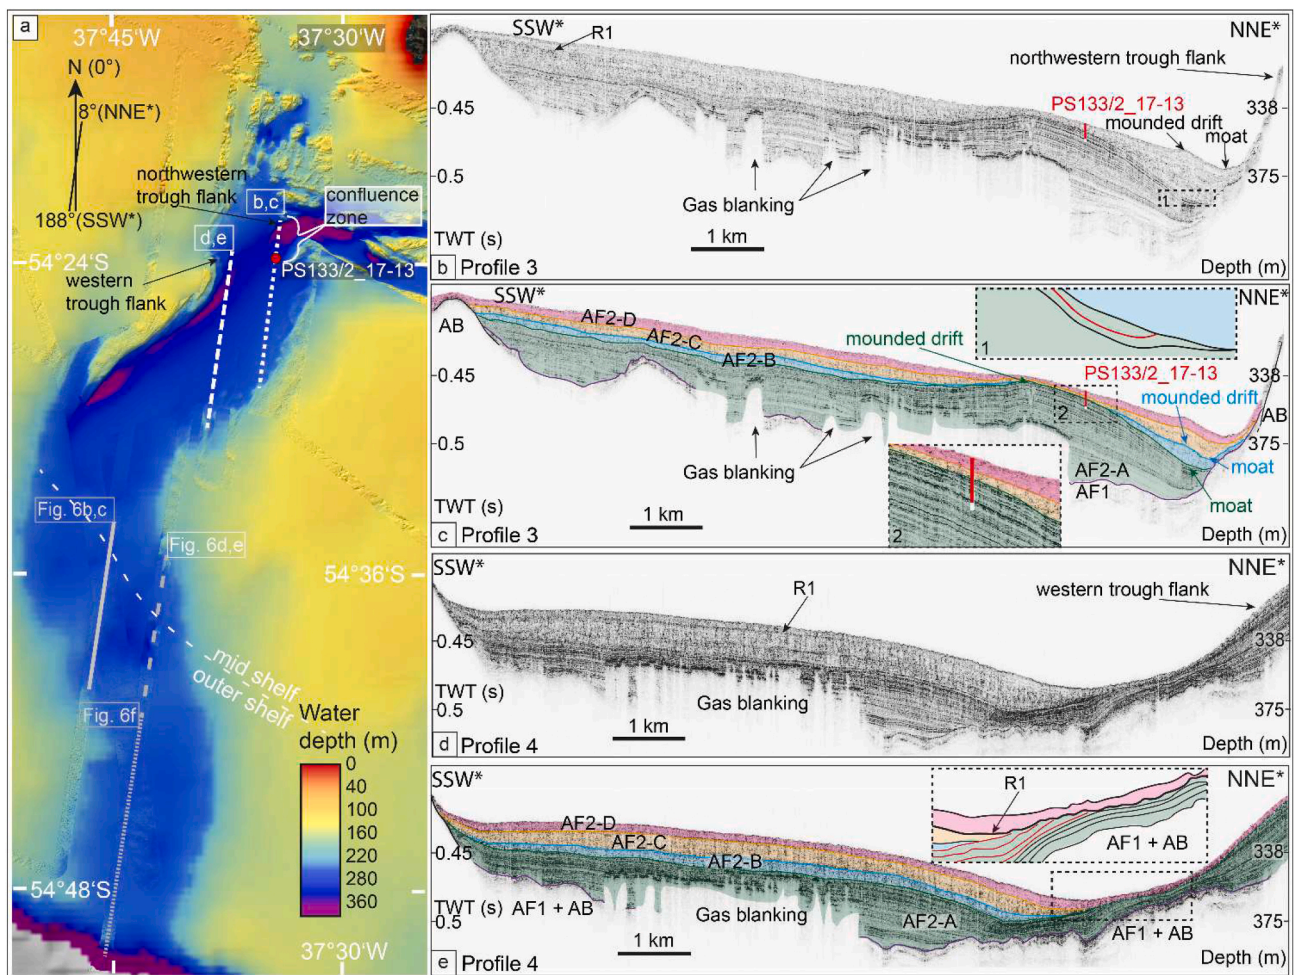 a
37°45‘W
37°30‘W
N (0°)
8°(NNE*)
188°(SSW*)
northwestern
trough flank
b,c
confluence
zone
d,e
54°24‘S
PS133/2_17-13
western
trough flank
Fig. 6b,c
Fig. 6d,e
54°36‘S
mid shelf
outer shelf
Fig. 6f
Water
depth (m)
0
40
100
160
220
280
360
54°48‘S
37°30‘W
SSW*
R1
NNE*
northwestern trough flank
0.45
338
PS133/2_17-13
mounded drift
moat
0.5
375
1
Gas blanking
TWT (s)
1 km
b Profile 3
Depth (m)
SSW*
NNE*
AB
AF2-D
AF2-C
AF2-B
mounded drift
1
PS133/2_17-13
0.45
338
mounded drift
2
AB
0.5
375
Gas blanking
AF2-A
moat
AF1
moat
TWT (s)
1 km
2
c Profile 3
Depth (m)
SSW*
NNE*
R1
western
trough flank
0.45
338
TWT (s)
Gas blanking
0.5
375
1 km
d Profile 4
Depth (m)
SSW*
NNE*
R1
AF2-D
AF2-C
AF1 + AB
0.45
AF2-B
338
TWT (s)
AF1 + AB
0.5
Gas blanking
AF2-A
375
AF1 + AB
1 km
e Profile 4
Depth (m)